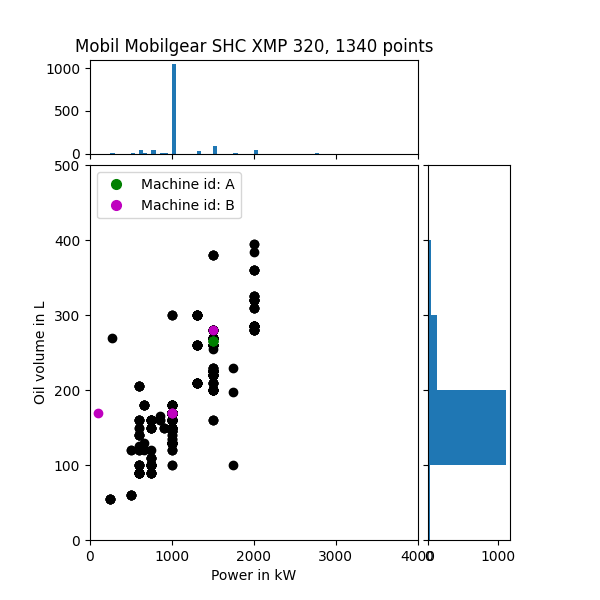 Mobil Mobilgear SHC XMP 320, 1340 points
1000
500
0
500
400
300
200
100
0
Machine id: A
Machine id: B
Oil volume in L
0 1000 2000 3000 4000
0 1000
Power in kW